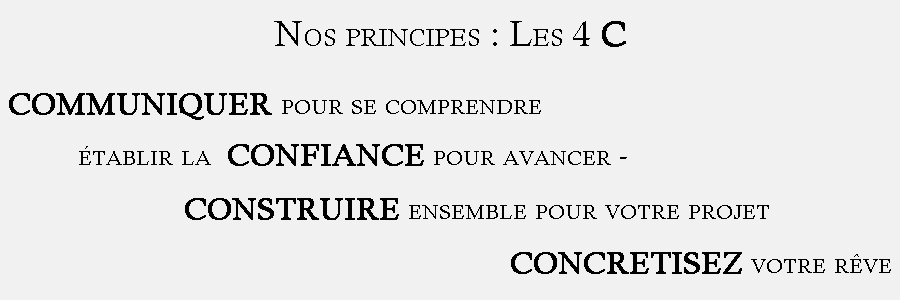 Nos principes : Les 4 C
COMMUNIQUER pour se comprendre
établir la CONFIANCE pour avancer -
CONSTRUIRE ensemble pour votre projet
CONCRETISEZ votre rêve